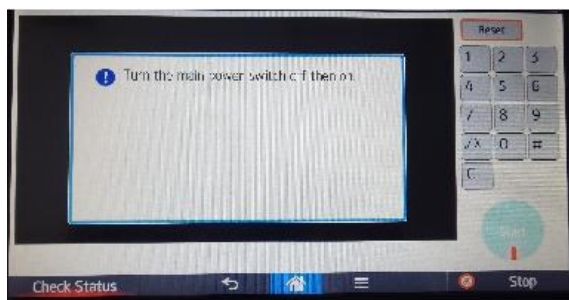 Reset
Turn the main power switch off then on.
1 2 3
4 5 6
7 8 9
./X 0 #
C
Start
Check Status
Stop